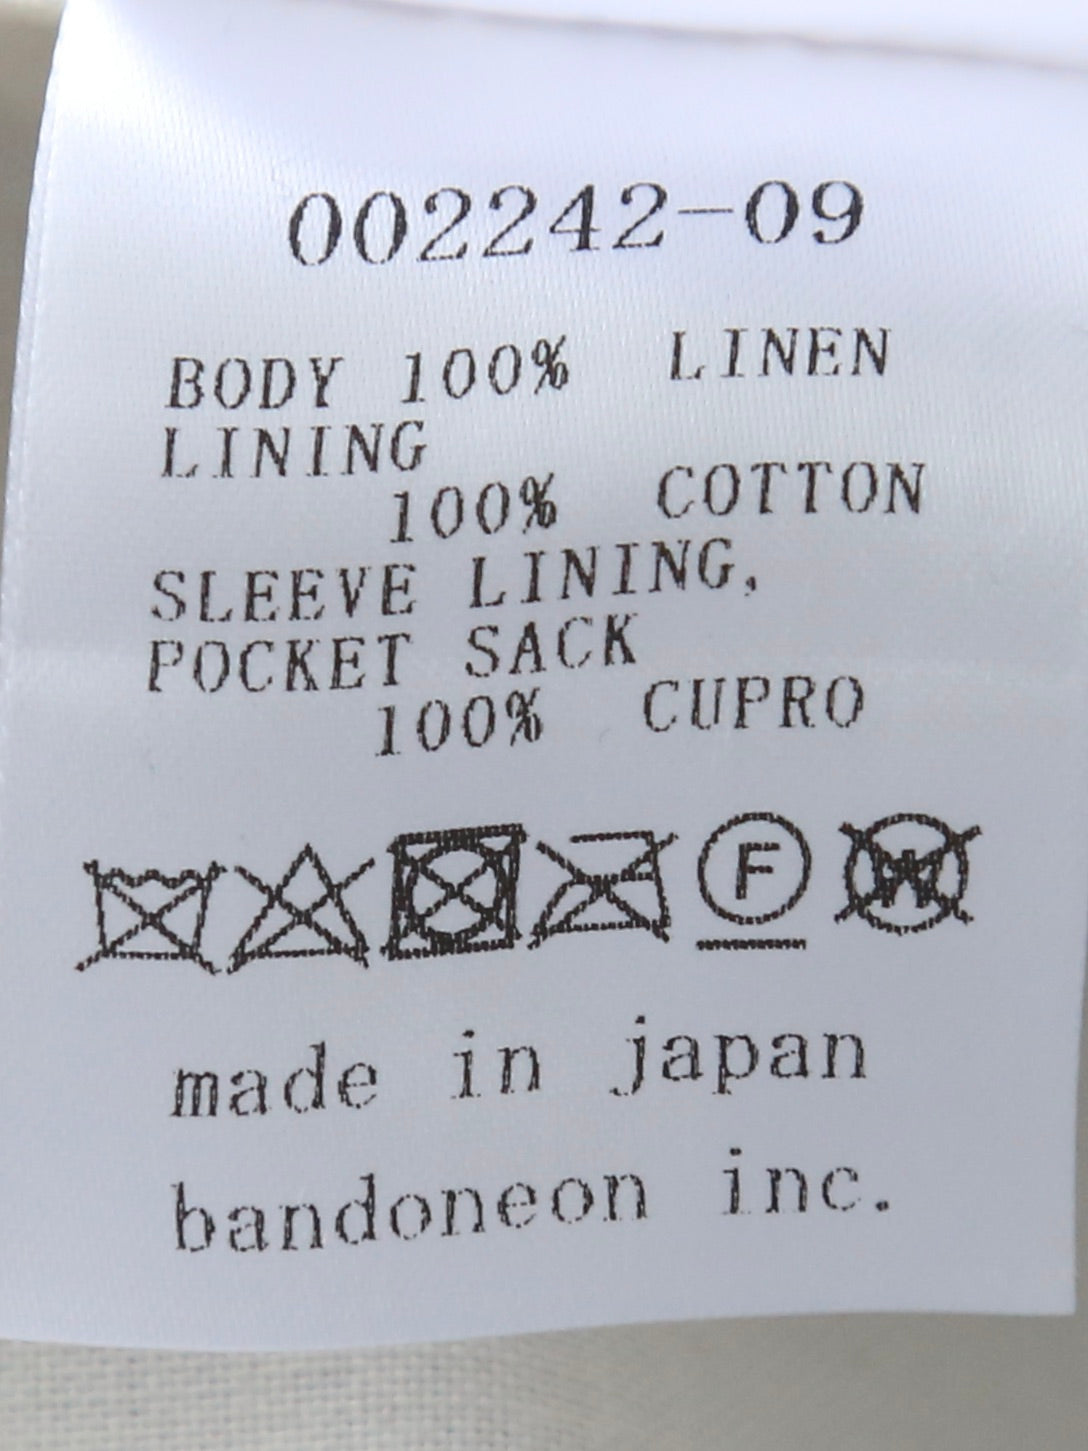 002242-09
BODY 100% LINEN
LINING
100% COTTON
SLEEVE LINING,
POCKET SACK
100% CUPRO
F W
made in japan
bandoneon inc.